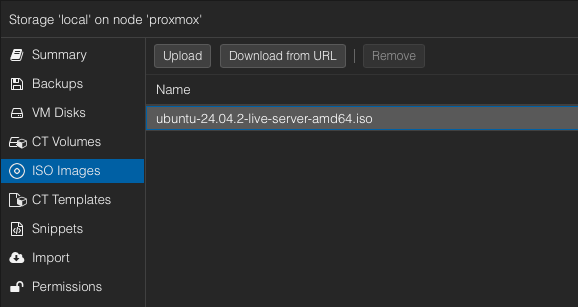 Storage 'local' on node 'proxmox'
Summary
Backups
VM Disks
CT Volumes
ISO Images
CT Templates
Snippets
Import
Permissions
Upload Download from URL Remove
Name
ubuntu-24.04.2-live-server-amd64.iso